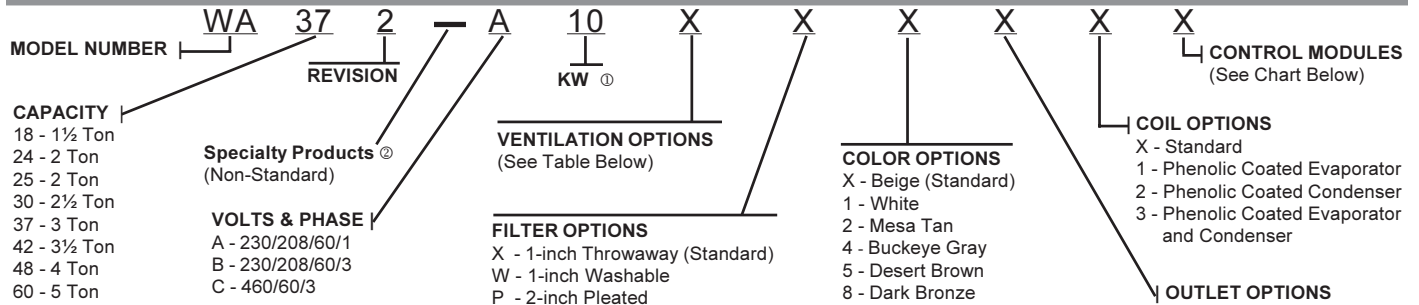 WA 37 2 – A 10 X X X X X X
MODEL NUMBER
REVISION
KW ①
CONTROL MODULES
(See Chart Below)
CAPACITY
18 - 1½ Ton
24 - 2 Ton
25 - 2 Ton
30 - 2½ Ton
37 - 3 Ton
42 - 3½ Ton
48 - 4 Ton
60 - 5 Ton
Specialty Products ②
(Non-Standard)
VOLTS & PHASE
A - 230/208/60/1
B - 230/208/60/3
C - 460/60/3
VENTILATION OPTIONS
(See Table Below)
FILTER OPTIONS
X - 1-inch Throwaway (Standard)
W - 1-inch Washable
P - 2-inch Pleated
COLOR OPTIONS
X - Beige (Standard)
1 - White
2 - Mesa Tan
4 - Buckeye Gray
5 - Desert Brown
8 - Dark Bronze
COIL OPTIONS
X - Standard
1 - Phenolic Coated Evaporator
2 - Phenolic Coated Condenser
3 - Phenolic Coated Evaporator
and Condenser
OUTLET OPTIONS